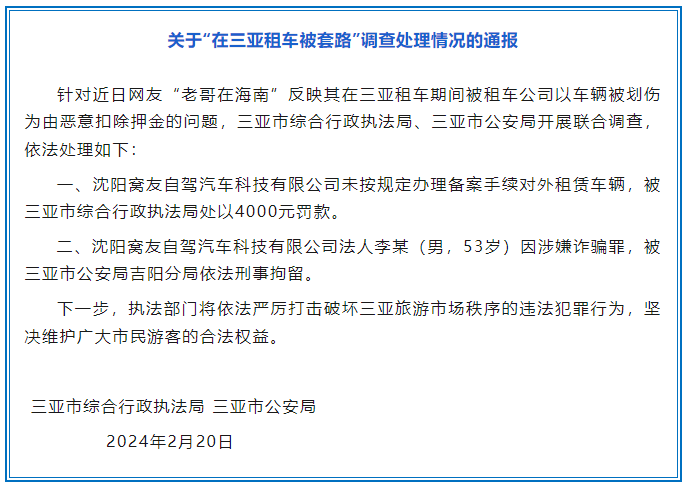 关于“在三亚租车被套路”调查处理情况的通报
针对近日网友“老哥在海南”反映其在三亚租车期间被租车公司以车辆被划伤
为由恶意扣除押金的问题，三亚市综合行政执法局、三亚市公安局开展联合调查，
依法处理如下：
一、沈阳窝友自驾汽车科技有限公司未按规定办理备案手续对外租赁车辆，被
三亚市综合行政执法局处以4000元罚款。
二、沈阳窝友自驾汽车科技有限公司法人李某（男，53岁）因涉嫌诈骗罪，被
三亚市公安局吉阳分局依法刑事拘留。
下一步，执法部门将依法严厉打击破坏三亚旅游市场秩序的违法犯罪行为，坚
决维护广大市民游客的合法权益。
三亚市综合行政执法局 三亚市公安局
2024年2月20日